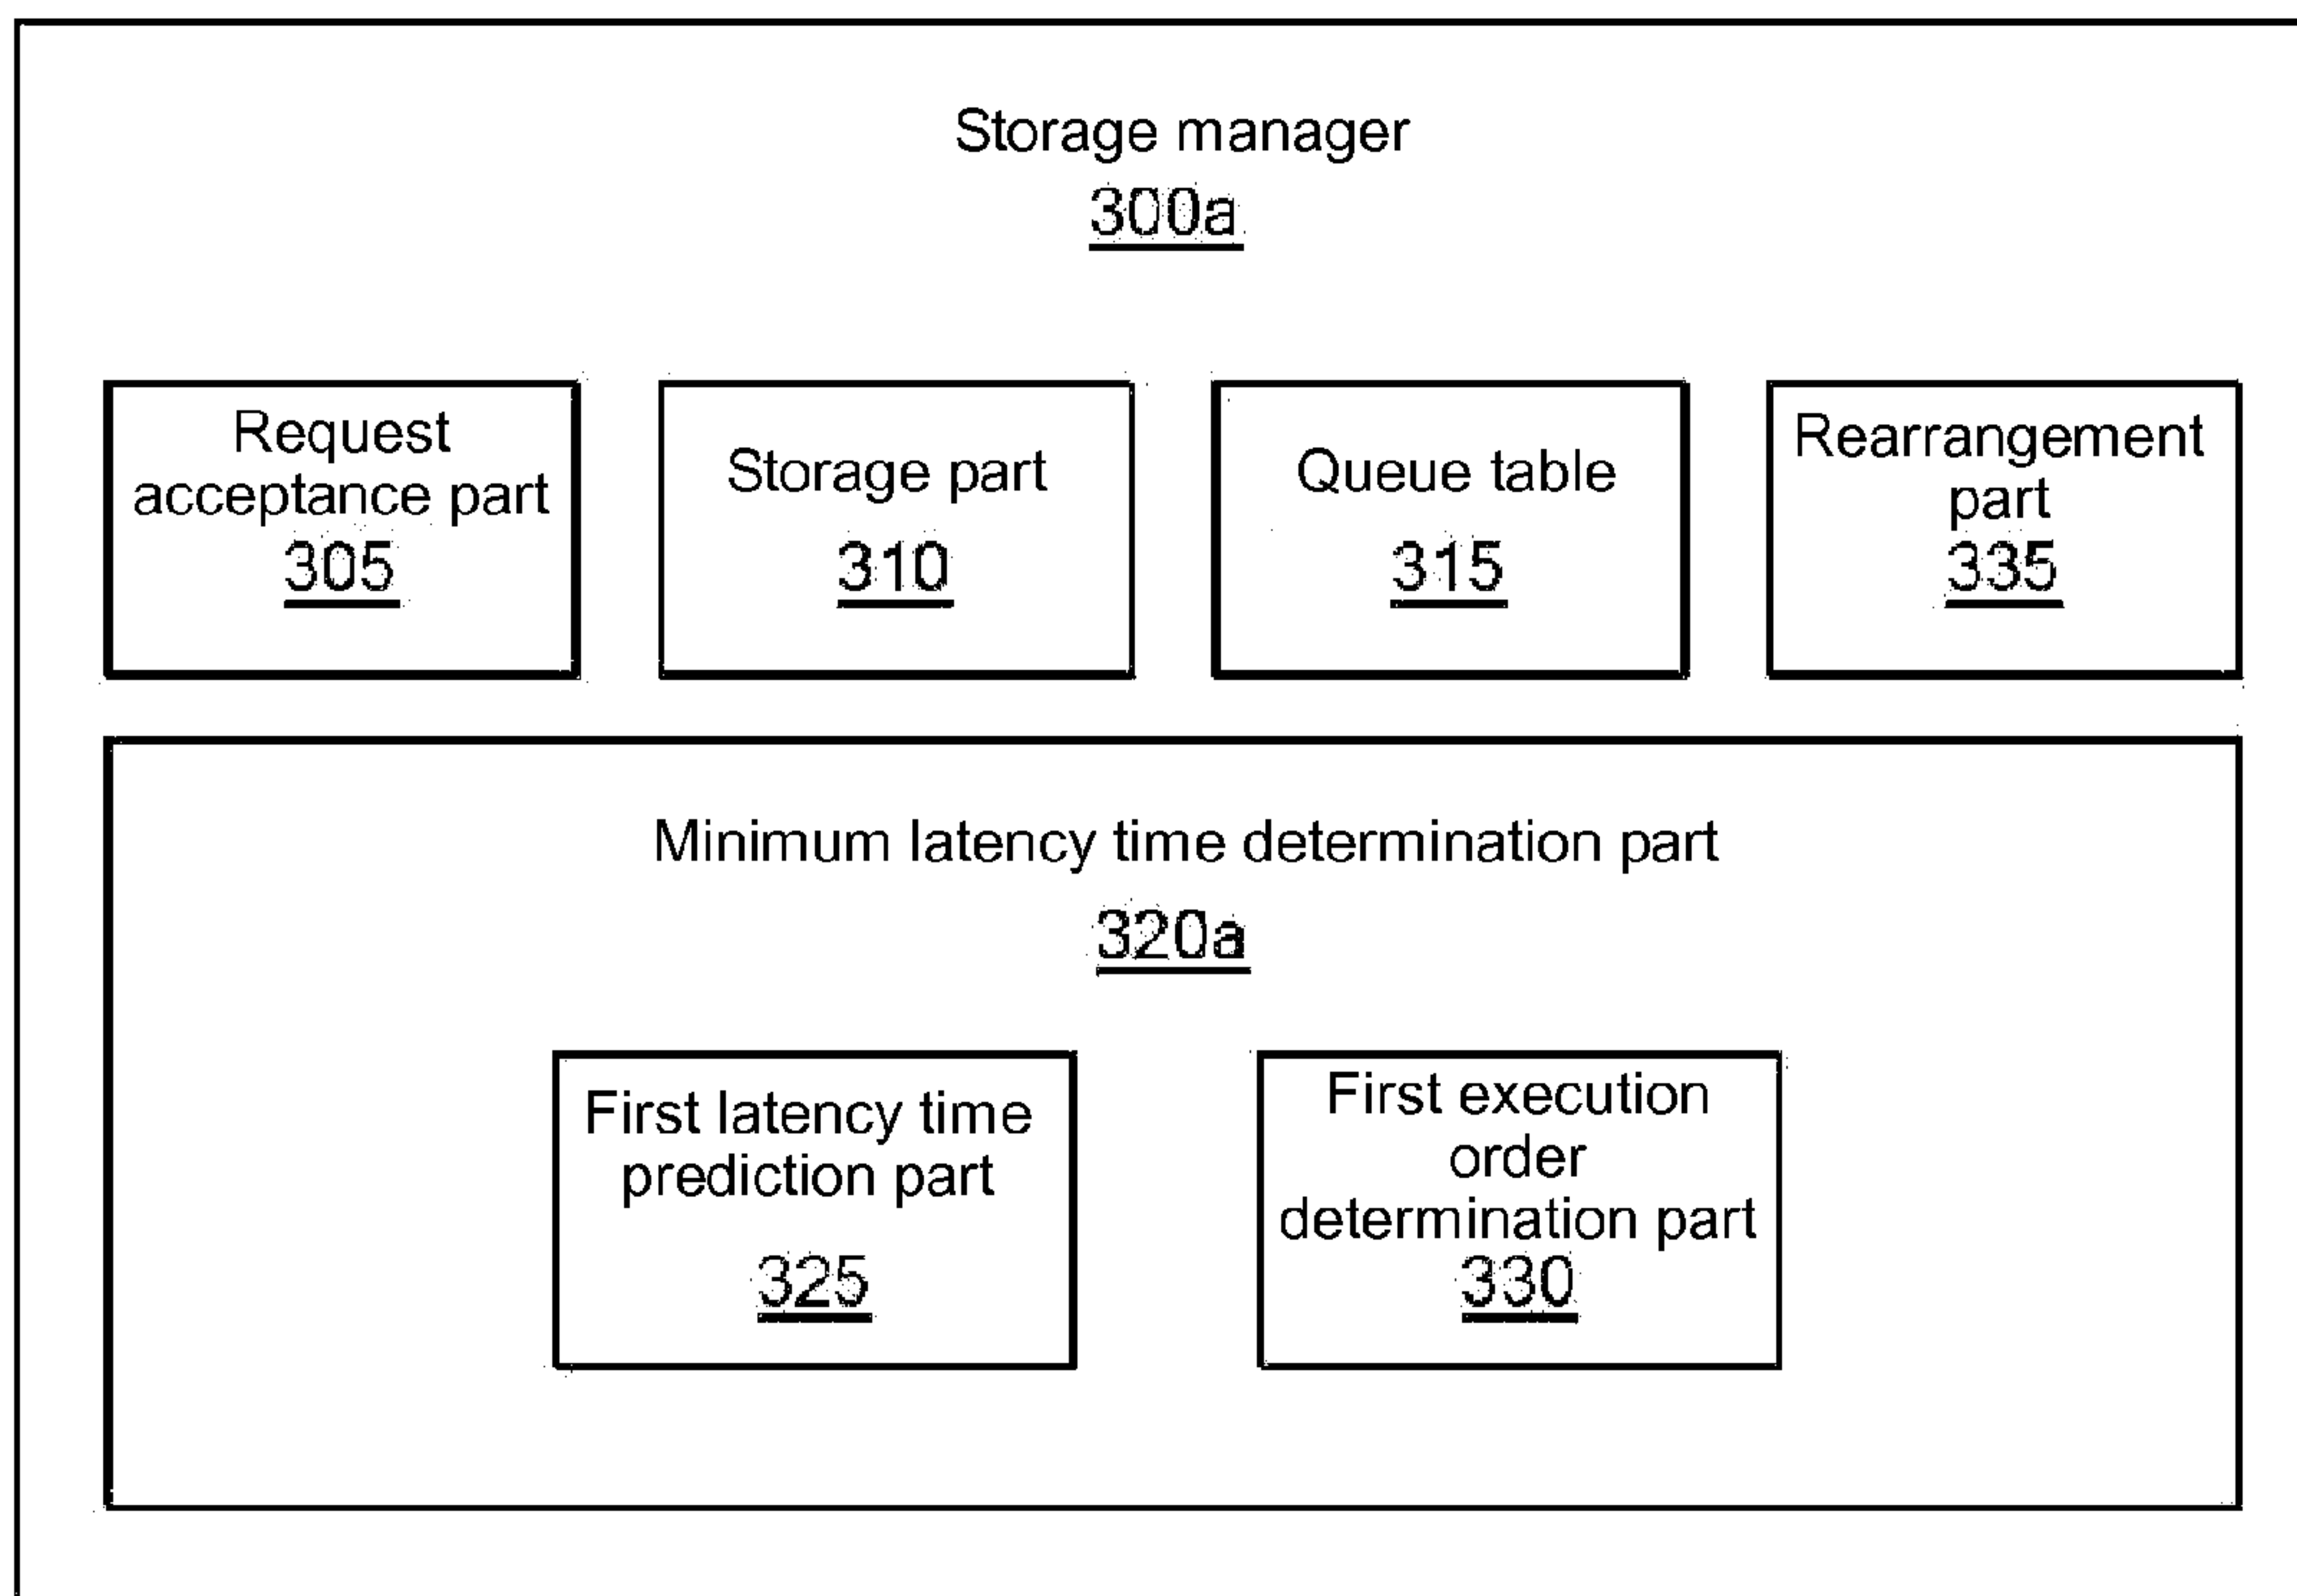 Storage manager
300a
Request
acceptance part
305
Storage part
310
Queue table
315
Rearrangement
part
335
Minimum latency time determination part
320a
First latency time
prediction part
325
First execution
order
determination part
330